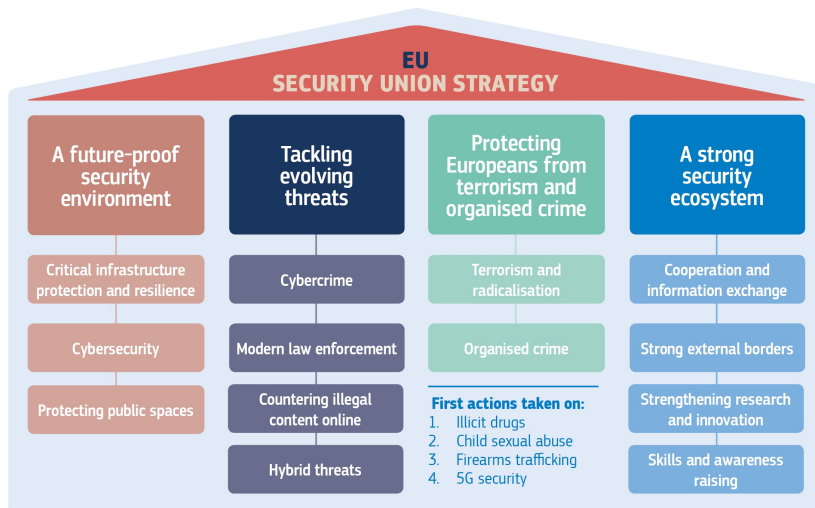 EU
SECURITY UNION STRATEGY
A future-proof
security
environment
Critical infrastructure
protection and resilience
Cybersecurity
Protecting public spaces
Tackling
evolving
threats
Cybercrime
Modern law enforcement
Countering illegal
content online
Hybrid threats
Protecting
Europeans from
terrorism and
organised crime
Terrorism and
radicalisation
Organised crime
First actions taken on:
1. Illicit drugs
2. Child sexual abuse
3. Firearms trafficking
4. 5G security
A strong
security
ecosystem
Cooperation and
information exchange
Strong external borders
Strengthening research
and innovation
Skills and awareness
raising